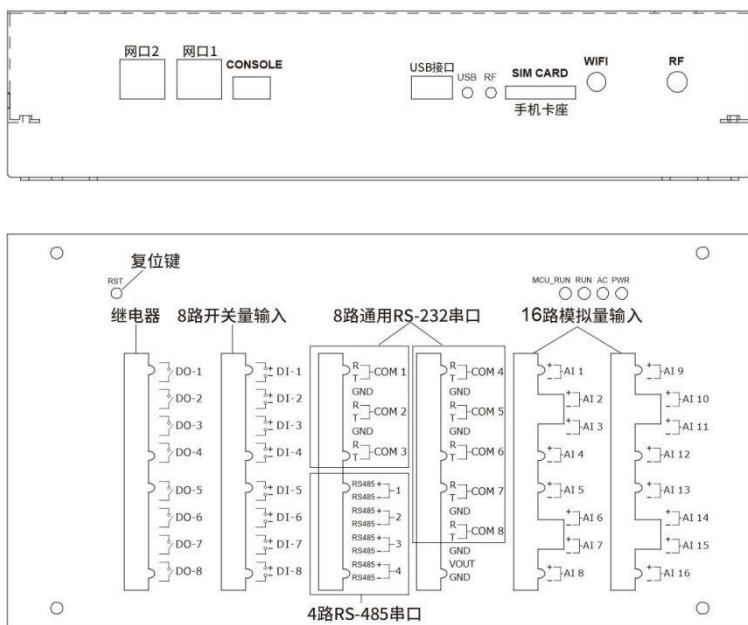 网口2 网口1 CONSOLE USB接口 USB RF SIM CARD WIFI RF
手机卡座
复位键
RST
MCU_RUN RUN AC PWR
继电器 8路开关量输入 8路通用RS-232串口 16路模拟量输入
DO-1
DO-2
DO-3
DO-4
DO-5
DO-6
DO-7
DO-8
DI-1
DI-2
DI-3
DI-4
DI-5
DI-6
DI-7
DI-8
R
T
COM 1
GND
R
T
COM 2
GND
R
T
COM 3
RS485 +
RS485 -
1
RS485 +
RS485 -
2
RS485 +
RS485 -
3
RS485 +
RS485 -
4
4路RS-485串口
R
T
COM 4
GND
R
T
COM 5
GND
R
T
COM 6
R
T
COM 7
GND
R
T
COM 8
GND
VOUT
GND
AI 1
AI 2
AI 3
AI 4
AI 5
AI 6
AI 7
AI 8
AI 9
AI 10
AI 11
AI 12
AI 13
AI 14
AI 15
AI 16